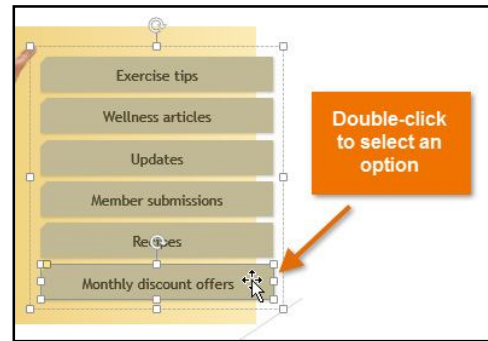 Exercise tips
Wellness articles
Updates
Member submissions
Recipes
Monthly discount offers
Double-click
to select an
option